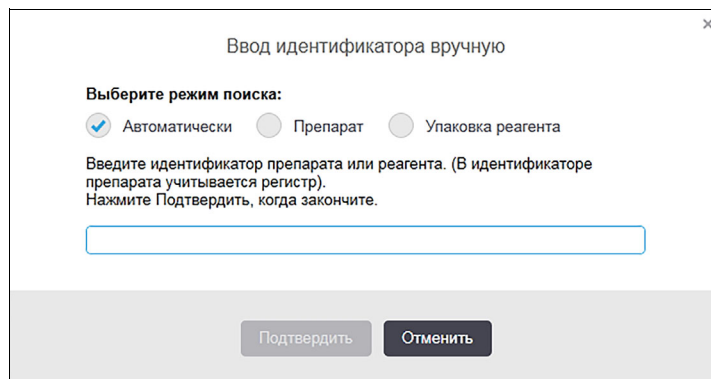 Ввод идентификатора вручную
Выберите режим поиска:
Автоматически Препарат Упаковка реагента
Введите идентификатор препарата или реагента. (В идентификаторе
препарата учитывается регистр).
Нажмите Подтвердить, когда закончите.
Подтвердить Отменить